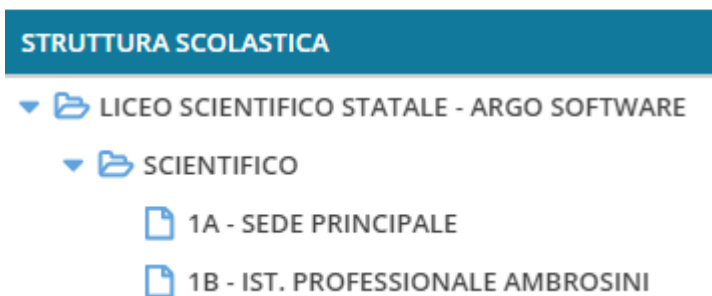 STRUTTURA SCOLASTICA
LICEO SCIENTIFICO STATALE - ARGO SOFTWARE
SCIENTIFICO
1A - SEDE PRINCIPALE
1B - IST. PROFESSIONALE AMBROSINI